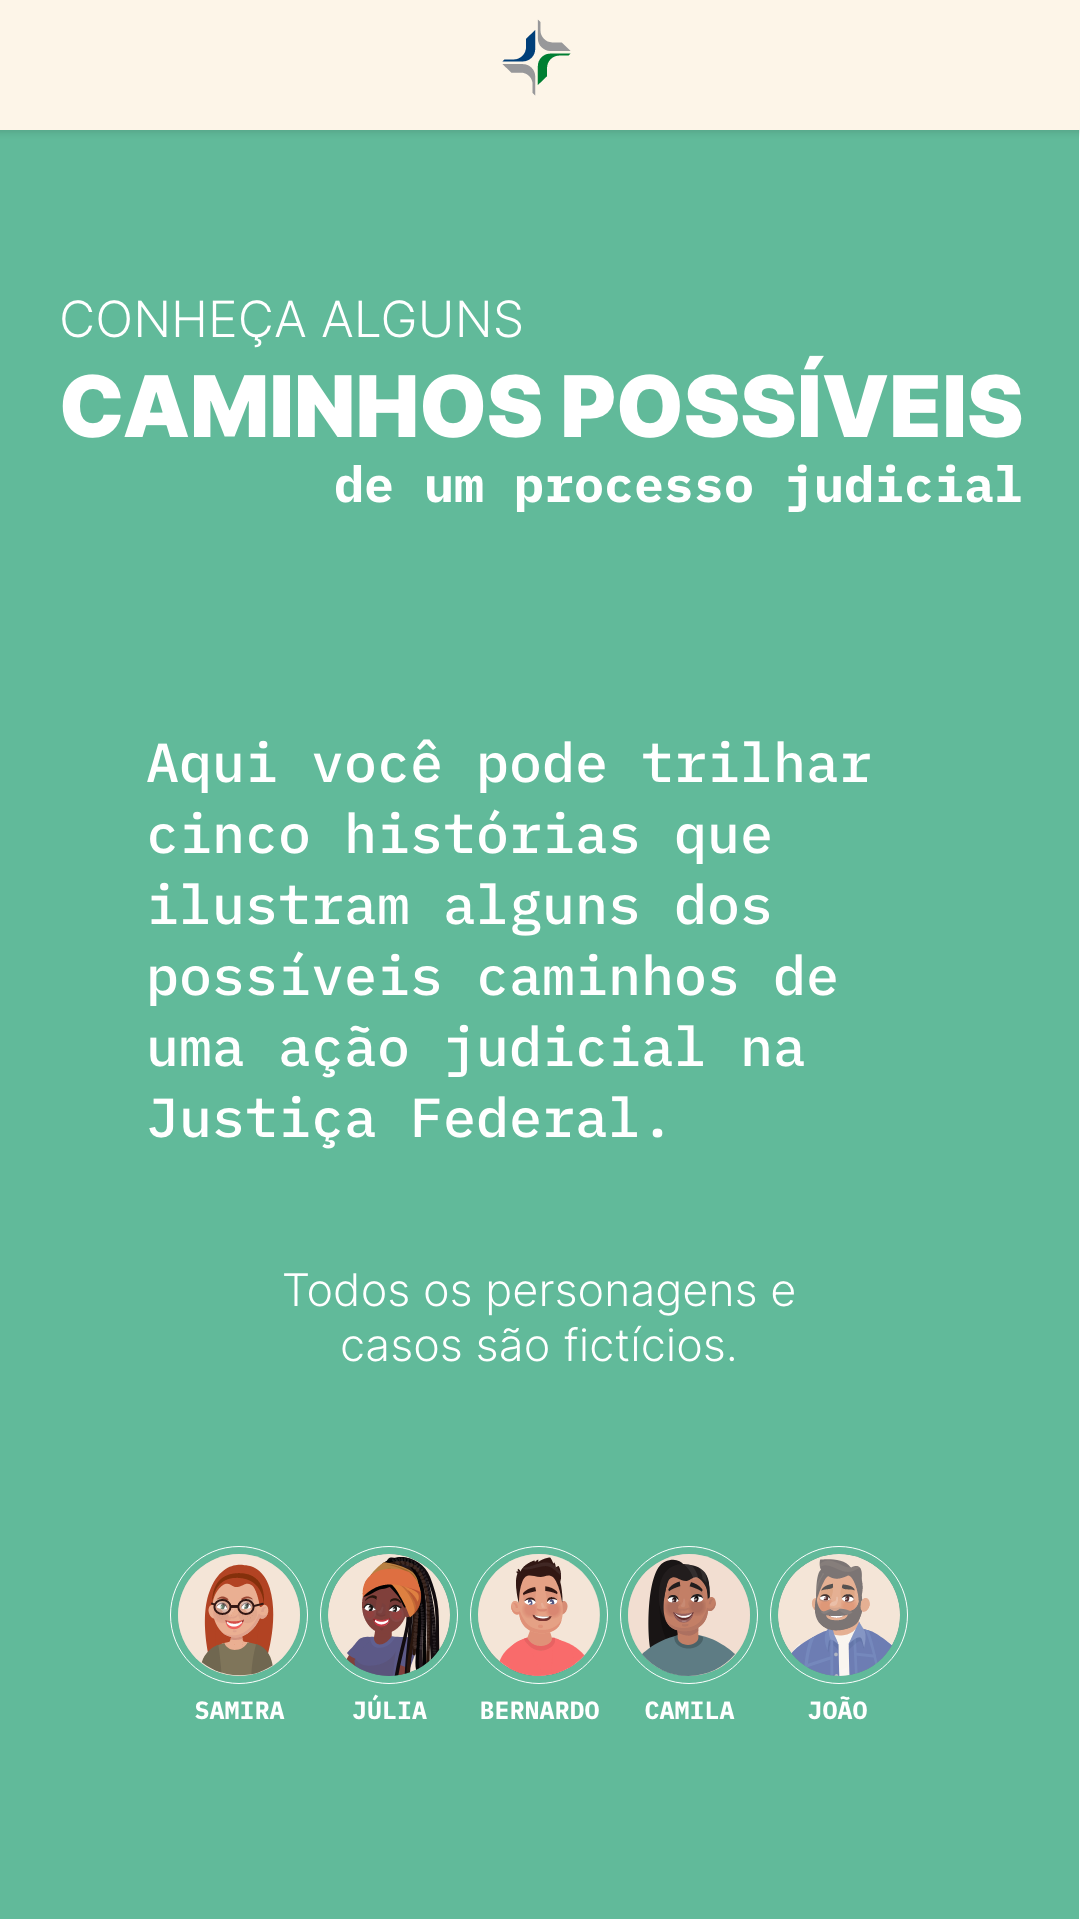 CONHEÇA ALGUNS
CAMINHOS POSSÍVEIS
de um processo judicial
Aqui você pode trilhar
cinco histórias que
ilustram alguns dos
possíveis caminhos de
uma ação judicial na
Justiça Federal.
Todos os personagens e
casos são fictícios.
SAMIRA JÚLIA BERNARDO CAMILA JOÃO